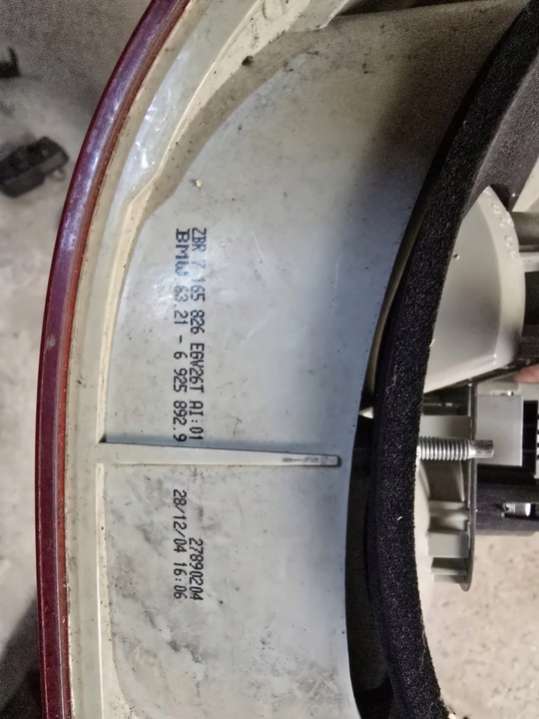 ZBR 7 165 826 E6V26T AI:01
BMW 63.21 - 6 925 892.9
27890204
28/12/04 16:06